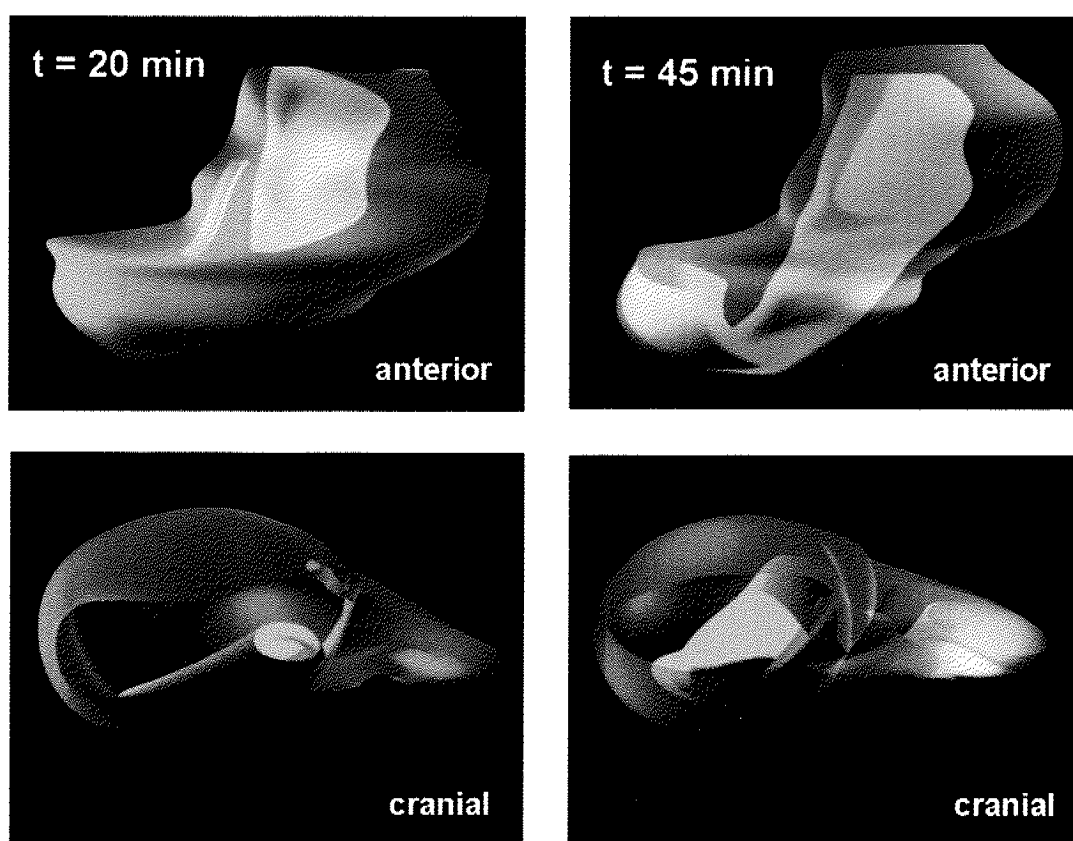 t = 20 min
anterior
t = 45 min
anterior
cranial
cranial